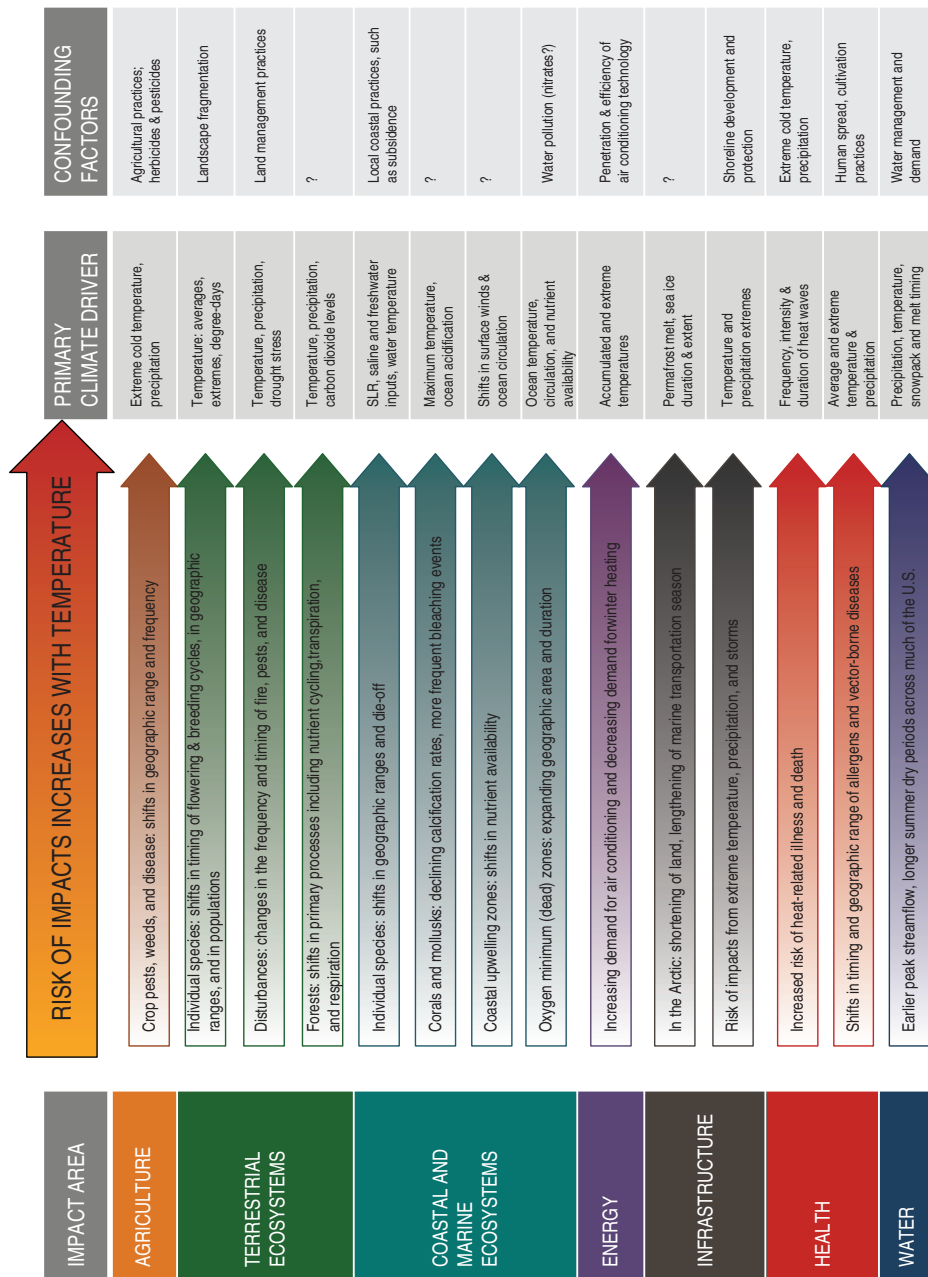 IMPACT AREA
RISK OF IMPACTS INCREASES WITH TEMPERATURE
PRIMARY
CLIMATE DRIVER
CONFOUNDING
FACTORS
AGRICULTURE
Crop pests, weeds, and disease: shifts in geographic range and frequency
Extreme cold temperature,
precipitation
Agricultural practices;
herbicides & pesticides
TERRESTRIAL
ECOSYSTEMS
Individual species: shifts in timing of flowering & breeding cycles, in geographic
ranges, and in populations
Temperature: averages,
extremes, degree-days
Landscape fragmentation
Disturbances: changes in the frequency and timing of fire, pests, and disease
Temperature, precipitation,
drought stress
Land management practices
Forests: shifts in primary processes including nutrient cycling,transpiration,
and respiration
Temperature, precipitation,
carbon dioxide levels
?
COASTAL AND
MARINE
ECOSYSTEMS
Individual species: shifts in geographic ranges and die-off
SLR, saline and freshwater
inputs, water temperature
Local coastal practices, such
as subsidence
Corals and mollusks: declining calcification rates, more frequent bleaching events
Maximum temperature,
ocean acidification
?
Coastal upwelling zones: shifts in nutrient availability
Shifts in surface winds &
ocean circulation
?
Oxygen minimum (dead) zones: expanding geographic area and duration
Ocean temperature,
circulation, and nutrient
availability
Water pollution (nitrates?)
ENERGY
Increasing demand for air conditioning and decreasing demand forwinter heating
Accumulated and extreme
temperatures
Penetration & efficiency of
air conditioning technology
INFRASTRUCTURE
In the Arctic: shortening of land, lengthening of marine transportation season
Permafrost melt, sea ice
duration & extent
?
Risk of impacts from extreme temperature, precipitation, and storms
Temperature and
precipitation extremes
Shoreline development and
protection
HEALTH
Increased risk of heat-related illness and death
Frequency, intensity &
duration of heat waves
Extreme cold temperature,
precipitation
Shifts in timing and geographic range of allergens and vector-borne diseases
Average and extreme
temperature &
precipitation
Human spread, cultivation
practices
WATER
Earlier peak streamflow, longer summer dry periods across much of the U.S.
Precipitation, temperature,
snowpack and melt timing
Water management and
demand